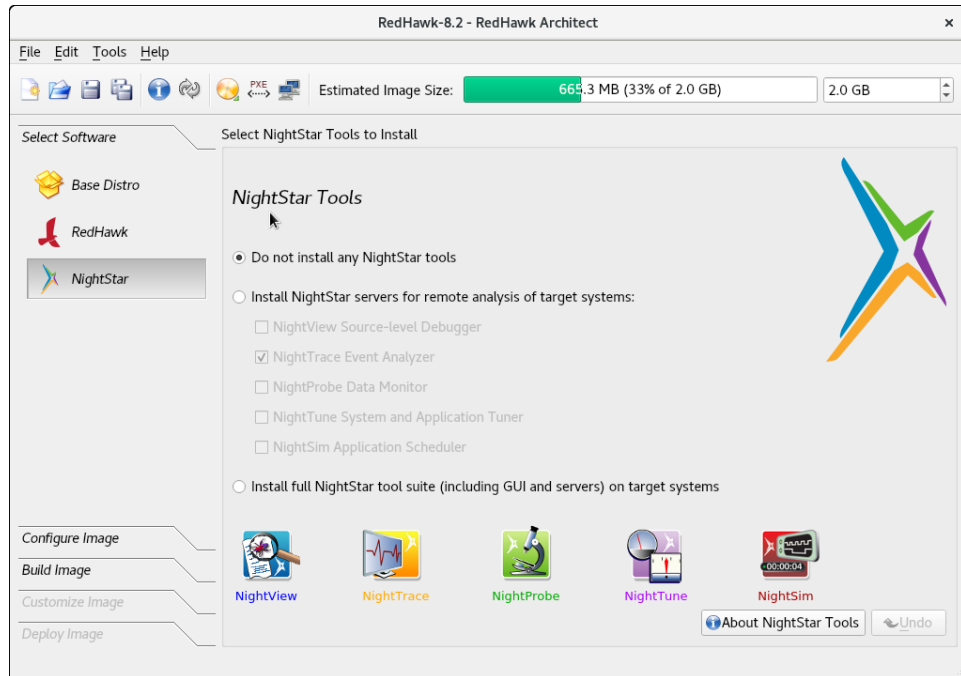 RedHawk-8.2 - RedHawk Architect
File Edit Tools Help
PXE
Estimated Image Size: 665.3 MB (33% of 2.0 GB) 2.0 GB
Select Software
Select NightStar Tools to Install
Base Distro
RedHawk
NightStar
NightStar Tools
Do not install any NightStar tools
Install NightStar servers for remote analysis of target systems:
NightView Source-level Debugger
NightTrace Event Analyzer
NightProbe Data Monitor
NightTune System and Application Tuner
NightSim Application Scheduler
Install full NightStar tool suite (including GUI and servers) on target systems
Configure Image
Build Image
Customize Image
Deploy Image
00:00:04
NightView NightTrace NightProbe NightTune NightSim
About NightStar Tools Undo